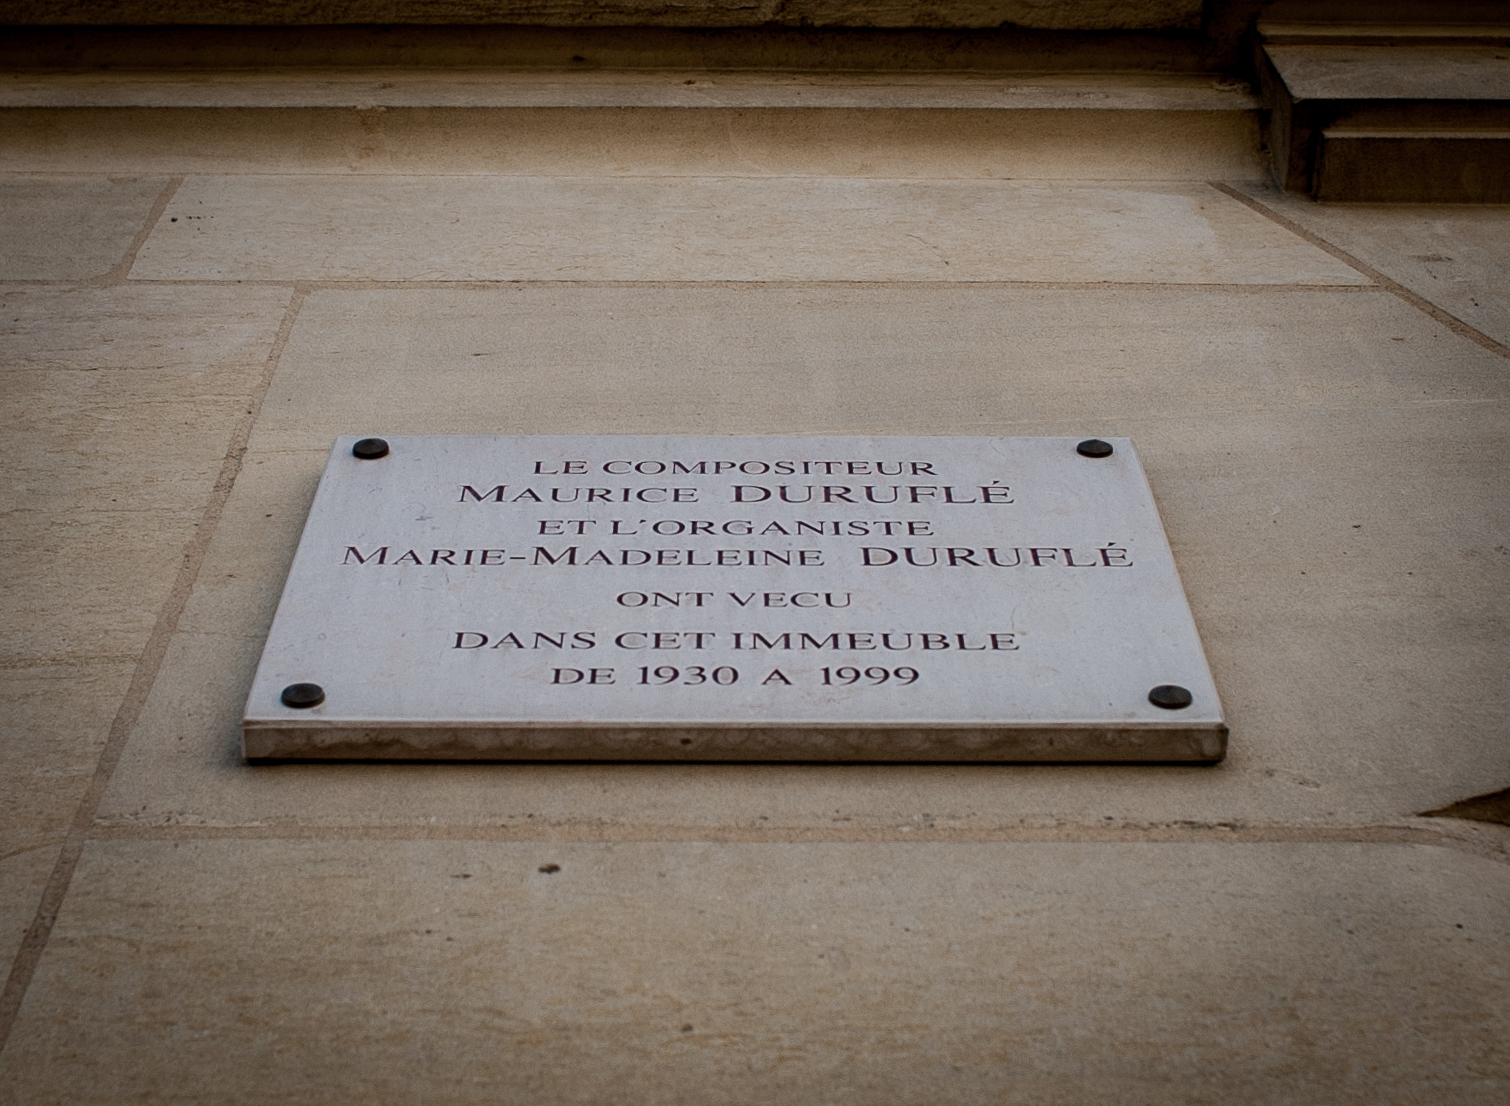 LE COMPOSITEUR
MAURICE DURUFLÉ
ET L'ORGANISTE
MARIE-MADELEINE DURUFLÉ
ONT VECU
DANS CET IMMEUBLE
DE 1930 A 1999